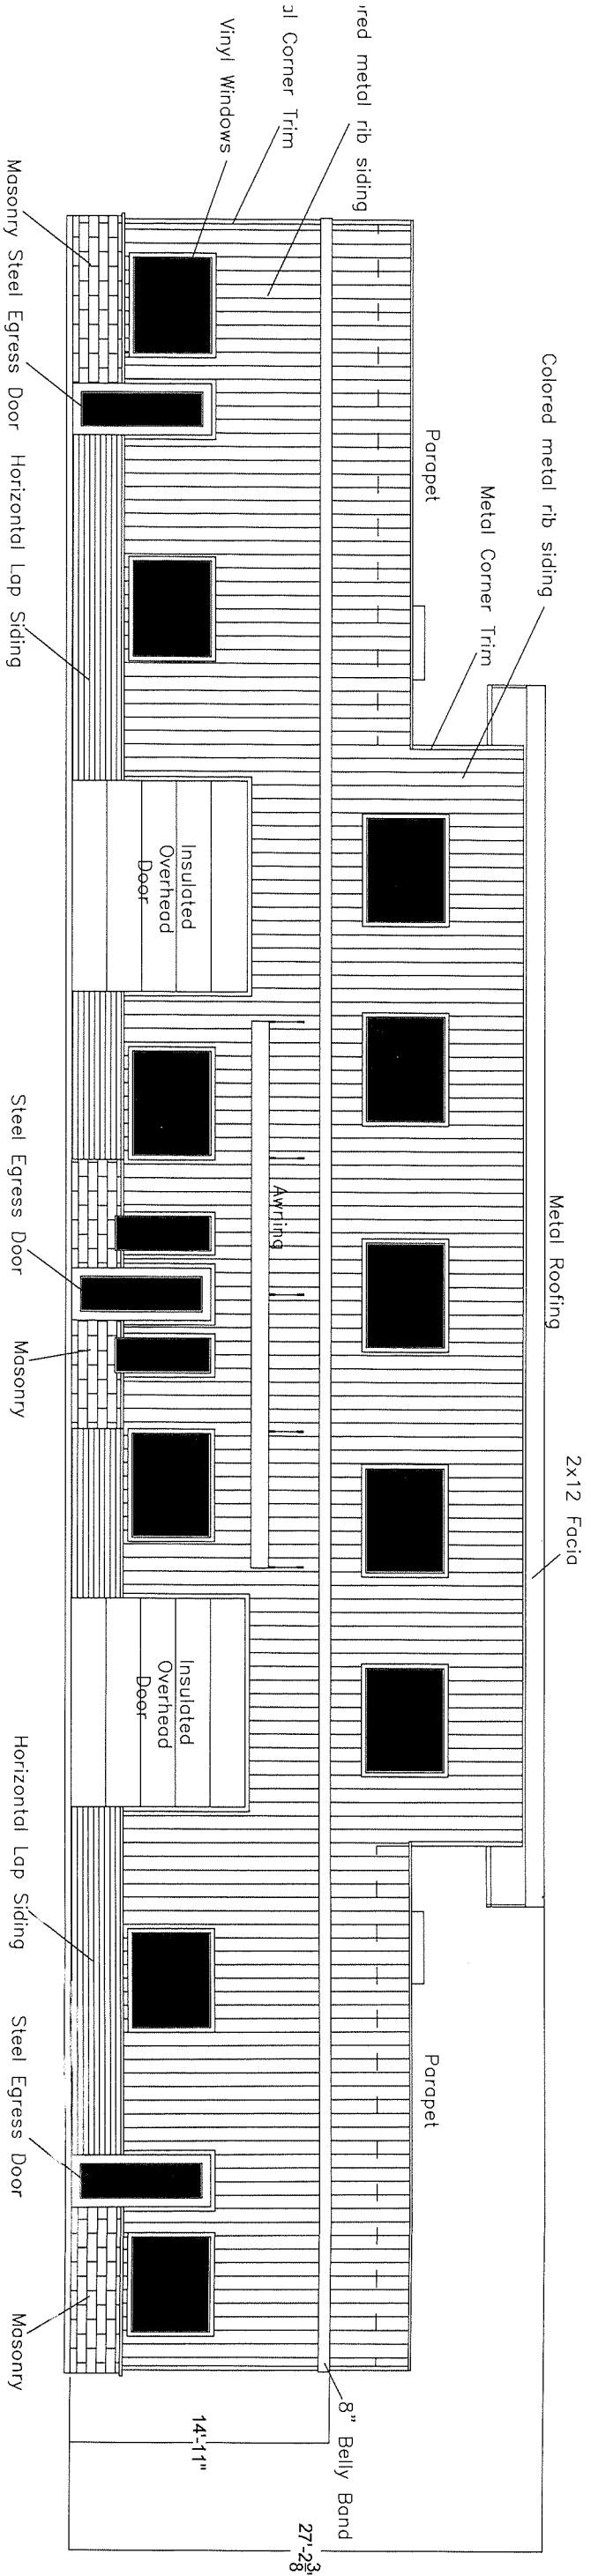 2x12 Facia
Metal Roofing
Colored metal rib siding
Metal Corner Trim
Parapet
Parapet
ored metal rib siding
al Corner Trim
Vinyl Windows
8" Belly Band
Awning
Insulated
Overhead
Door
Insulated
Overhead
Door
14'-11"
27'-2 3/8"
Masonry
Steel Egress Door
Horizontal Lap Siding
Steel Egress Door
Masonry
Horizontal Lap Siding
Steel Egress Door
Masonry